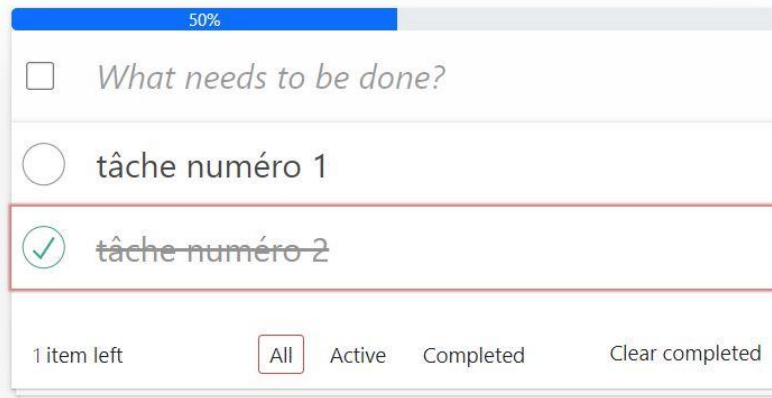 50%
What needs to be done?
tâche numéro 1
tâche numéro 2
1 item left All Active Completed Clear completed